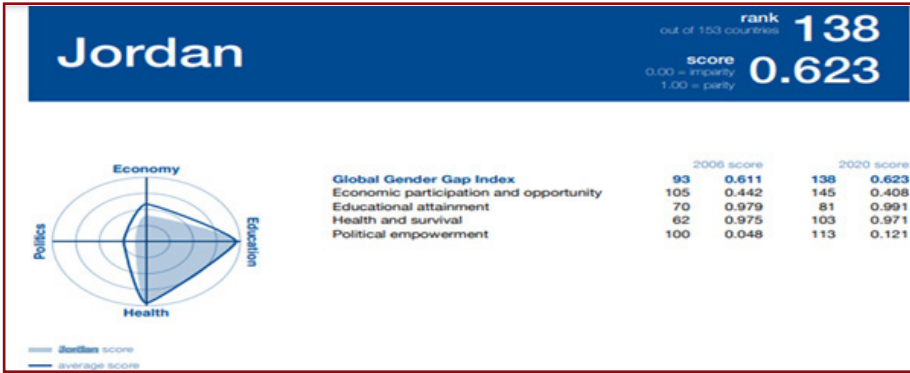 Jordan
rank
out of 153 countries
138
score
0.00 = imparity
1.00 = parity
0.623
2006 score 2020 score
Global Gender Gap Index 93 0.611 138 0.623
Economic participation and opportunity 105 0.442 145 0.408
Educational attainment 70 0.979 81 0.991
Health and survival 62 0.975 103 0.971
Political empowerment 100 0.048 113 0.121
Economy
Politics
Education
Health
Jordan score
average score